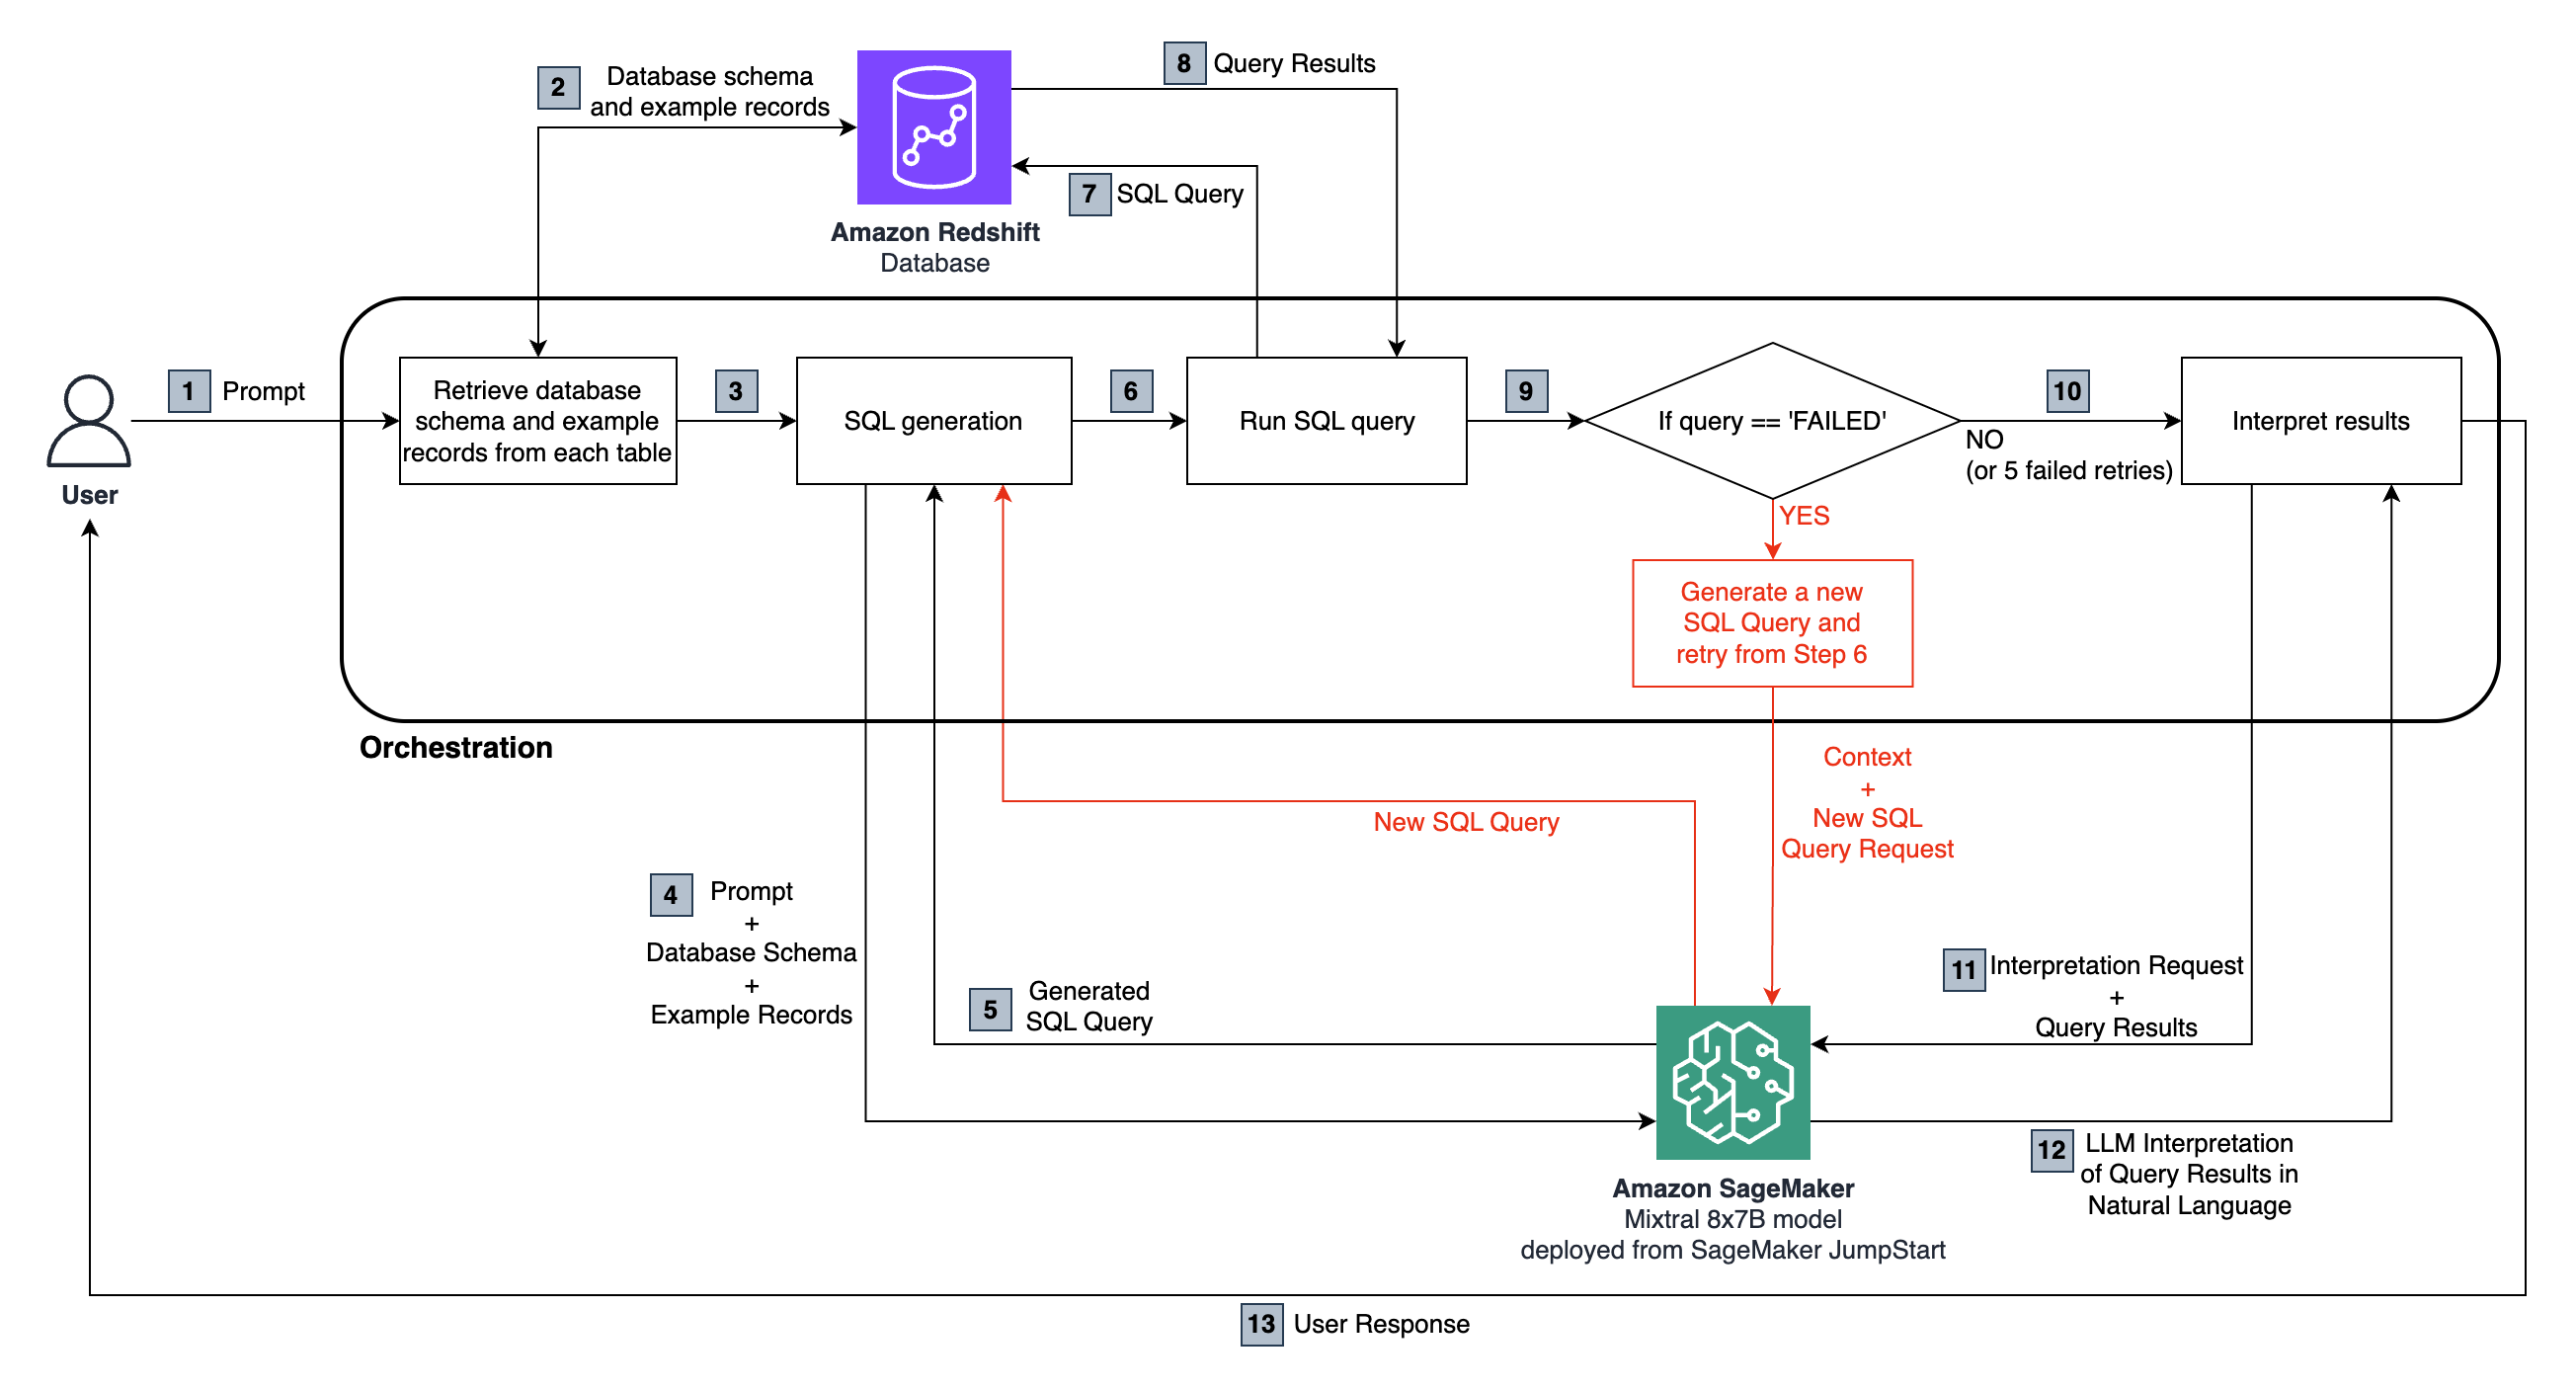 8 Query Results
2 Database schema
and example records
7 SQL Query
Amazon Redshift
Database
1 Prompt
Retrieve database
schema and example
records from each table
3
SQL generation
6
Run SQL query
9
If query == 'FAILED'
10
NO
(or 5 failed retries)
Interpret results
User
YES
Generate a new
SQL Query and
retry from Step 6
Orchestration
Context
+
New SQL
Query Request
New SQL Query
4 Prompt
+
Database Schema
+
Example Records
5 Generated
SQL Query
11 Interpretation Request
+
Query Results
12 LLM Interpretation
of Query Results in
Natural Language
Amazon SageMaker
Mixtral 8x7B model
deployed from SageMaker JumpStart
13 User Response